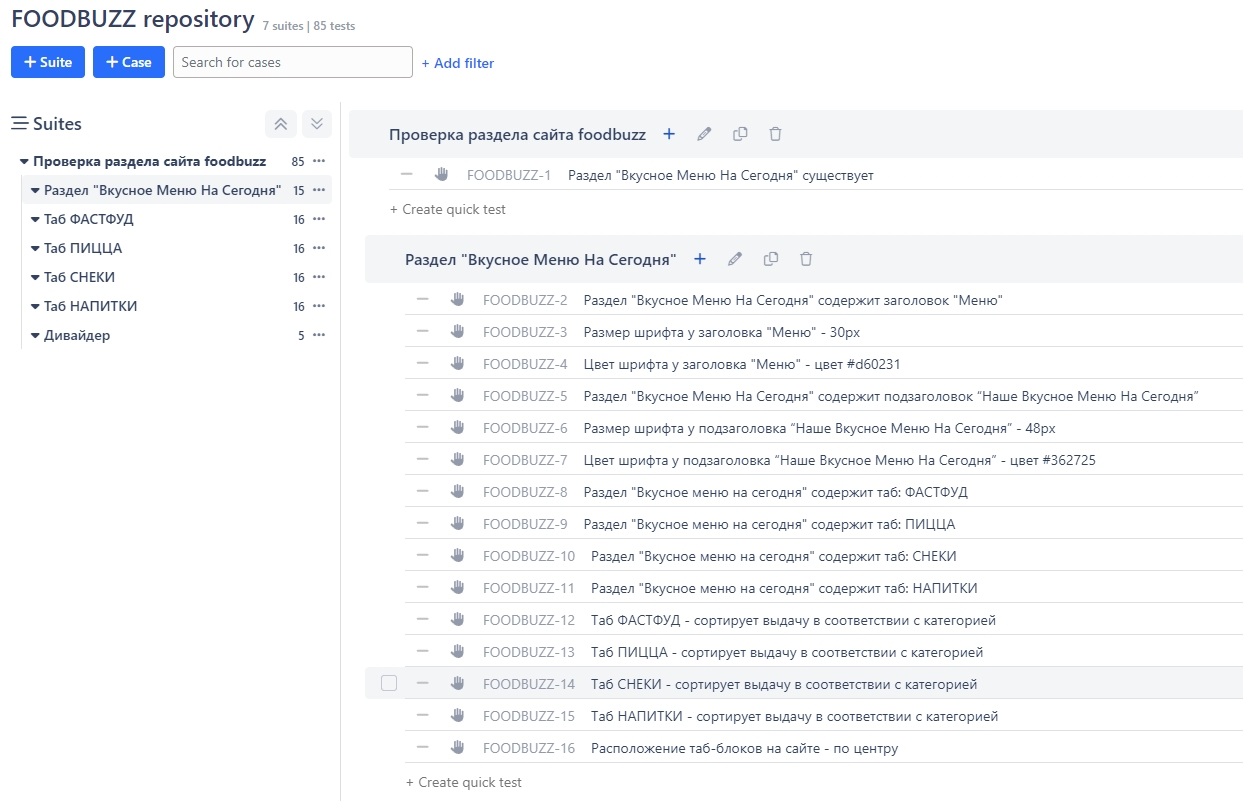 FOODBUZZ repository 7 suites | 85 tests
+ Suite + Case Search for cases + Add filter
Suites
Проверка раздела сайта foodbuzz 85
Раздел "Вкусное Меню На Сегодня" 15
Таб ФАСТФУД 16
Таб ПИЦЦА 16
Таб СНЕКИ 16
Таб НАПИТКИ 16
Дивайдер 5
Проверка раздела сайта foodbuzz
FOODBUZZ-1 Раздел "Вкусное Меню На Сегодня" существует
+ Create quick test
Раздел "Вкусное Меню На Сегодня"
FOODBUZZ-2 Раздел "Вкусное Меню На Сегодня" содержит заголовок "Меню"
FOODBUZZ-3 Размер шрифта у заголовка "Меню" - 30px
FOODBUZZ-4 Цвет шрифта у заголовка "Меню" - цвет #d60231
FOODBUZZ-5 Раздел "Вкусное Меню На Сегодня" содержит подзаголовок “Наше Вкусное Меню На Сегодня”
FOODBUZZ-6 Размер шрифта у подзаголовка “Наше Вкусное Меню На Сегодня” - 48px
FOODBUZZ-7 Цвет шрифта у подзаголовка “Наше Вкусное Меню На Сегодня” - цвет #362725
FOODBUZZ-8 Раздел "Вкусное меню на сегодня" содержит таб: ФАСТФУД
FOODBUZZ-9 Раздел "Вкусное меню на сегодня" содержит таб: ПИЦЦА
FOODBUZZ-10 Раздел "Вкусное меню на сегодня" содержит таб: СНЕКИ
FOODBUZZ-11 Раздел "Вкусное меню на сегодня" содержит таб: НАПИТКИ
FOODBUZZ-12 Таб ФАСТФУД - сортирует выдачу в соответствии с категорией
FOODBUZZ-13 Таб ПИЦЦА - сортирует выдачу в соответствии с категорией
FOODBUZZ-14 Таб СНЕКИ - сортирует выдачу в соответствии с категорией
FOODBUZZ-15 Таб НАПИТКИ - сортирует выдачу в соответствии с категорией
FOODBUZZ-16 Расположение таб-блоков на сайте - по центру
+ Create quick test